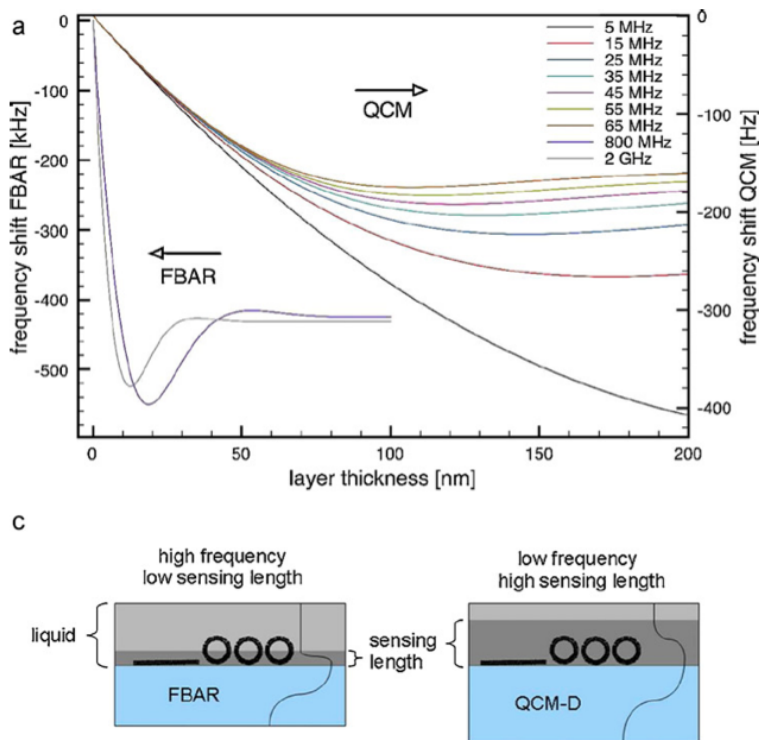 a
frequency shift FBAR [kHz]
0
-100
-200
-300
-400
-500
QCM
FBAR
5 MHz
15 MHz
25 MHz
35 MHz
45 MHz
55 MHz
65 MHz
800 MHz
2 GHz
0
-100
-200
-300
-400
frequency shift QCM [Hz]
0
50
100
150
200
layer thickness [nm]
c
high frequency
low sensing length
low frequency
high sensing length
liquid
sensing
length
FBAR
QCM-D